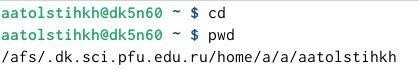 aatolstihkh@dk5n60 ~ $ cd
aatolstihkh@dk5n60 ~ $ pwd
/afs/.dk.sci.pfu.edu.ru/home/a/a/aatolstihkh